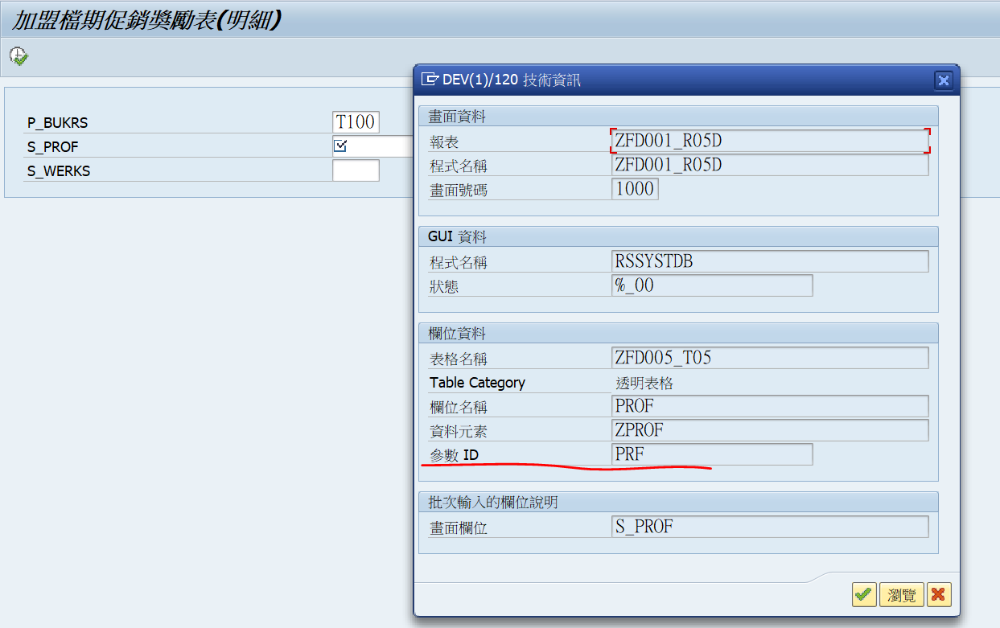 加盟檔期促銷獎勵表(明細)
P_BUKRS T100
S_PROF
S_WERKS
DEV(1)/120 技術資訊
畫面資料
報表 ZFD001_R05D
程式名稱 ZFD001_R05D
畫面號碼 1000
GUI 資料
程式名稱 RSSYSTDB
狀態 %_00
欄位資料
表格名稱 ZFD005_T05
Table Category 透明表格
欄位名稱 PROF
資料元素 ZPROF
參數 ID PRF
批次輸入的欄位說明
畫面欄位 S_PROF
瀏覽